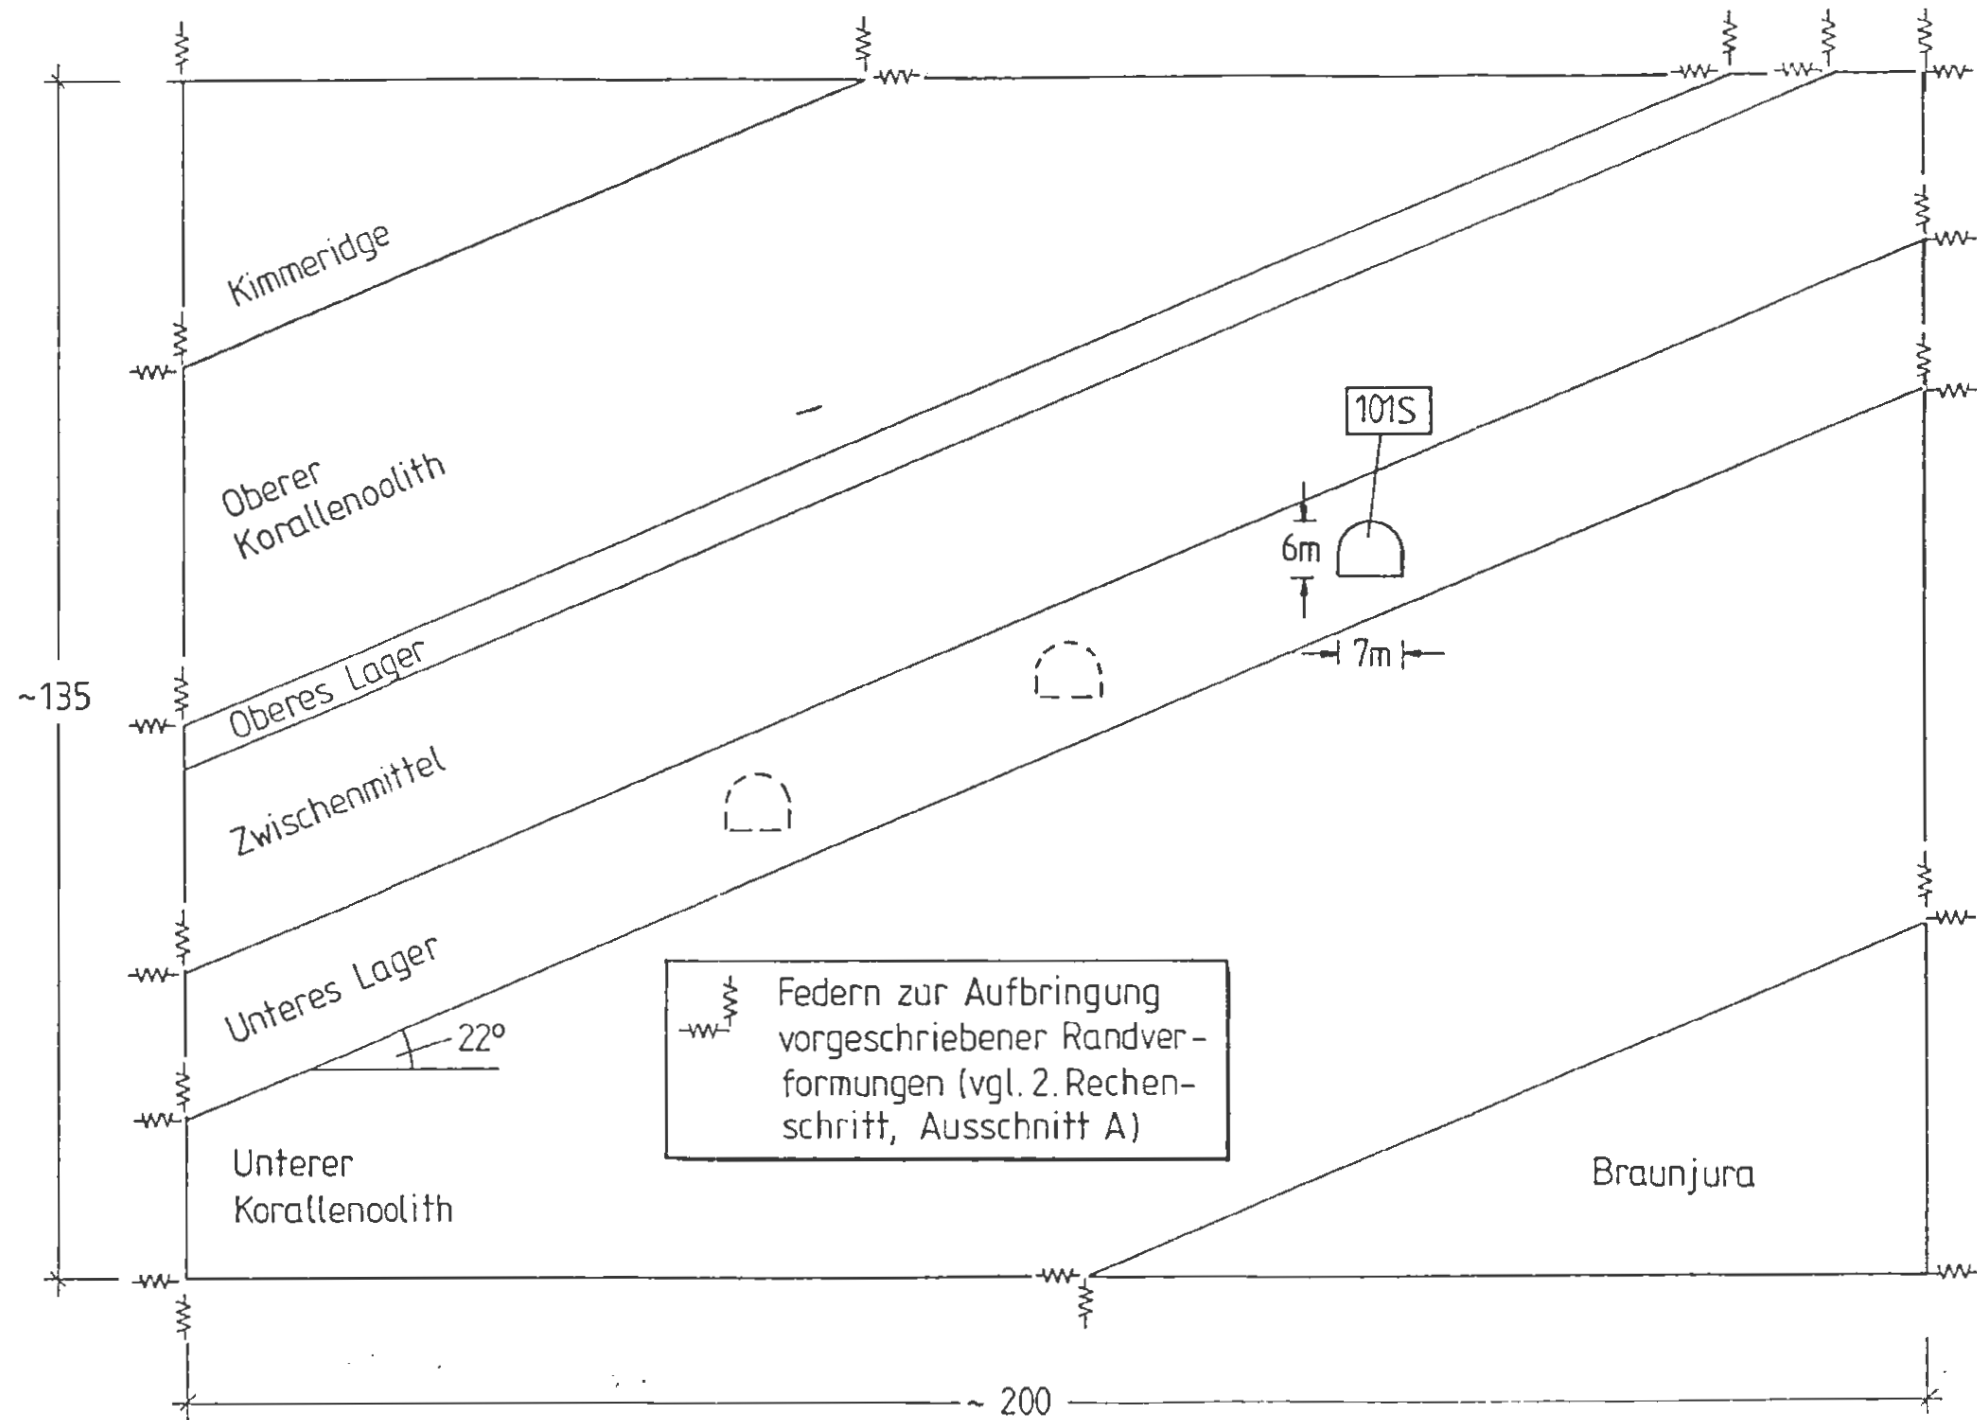 Kimmeridge
101S
Oberer
Korallenoolith
6m
Oberes Lager
7m
~135
Zwischenmittel
Unteres Lager
22°
Federn zur Aufbringung
vorgeschriebener Randver-
formungen (vgl. 2. Rechen-
schritt, Ausschnitt A)
Unterer
Korallenoolith
Braunjura
~ 200